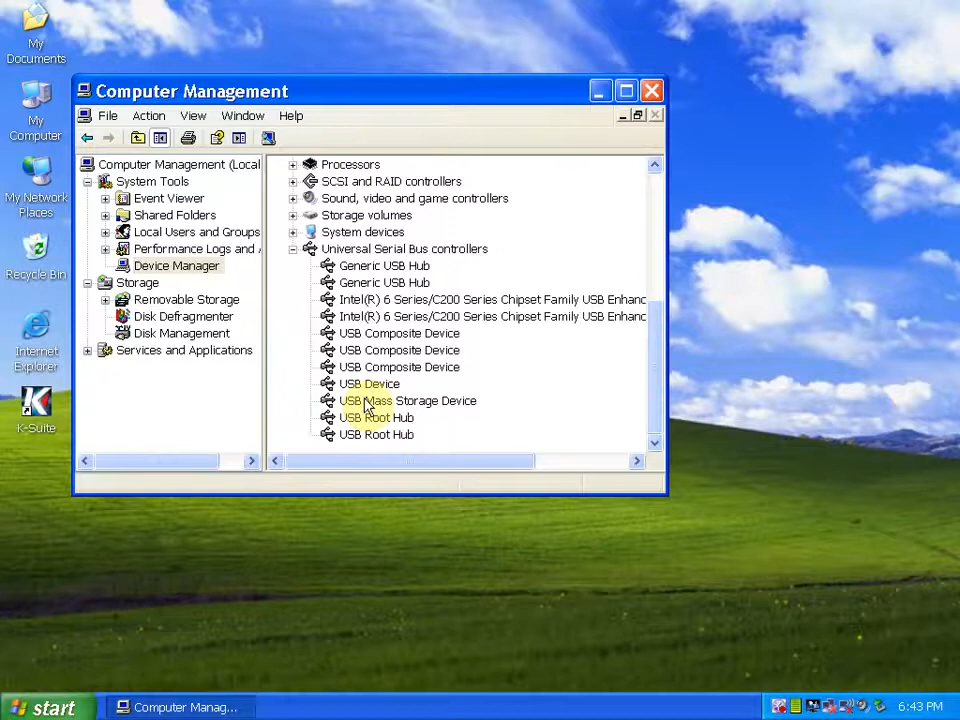 My
Documents
My
Computer
My Network
Places
Recycle Bin
Internet
Explorer
K-Suite
Computer Management
File Action View Window Help
Computer Management (Local
System Tools
Event Viewer
Shared Folders
Local Users and Groups
Performance Logs and
Device Manager
Storage
Removable Storage
Disk Defragmenter
Disk Management
Services and Applications
Processors
SCSI and RAID controllers
Sound, video and game controllers
Storage volumes
System devices
Universal Serial Bus controllers
Generic USB Hub
Generic USB Hub
Intel(R) 6 Series/C200 Series Chipset Family USB Enhanc
Intel(R) 6 Series/C200 Series Chipset Family USB Enhanc
USB Composite Device
USB Composite Device
USB Composite Device
USB Device
USB Mass Storage Device
USB Root Hub
USB Root Hub
start
Computer Manag...
6:43 PM